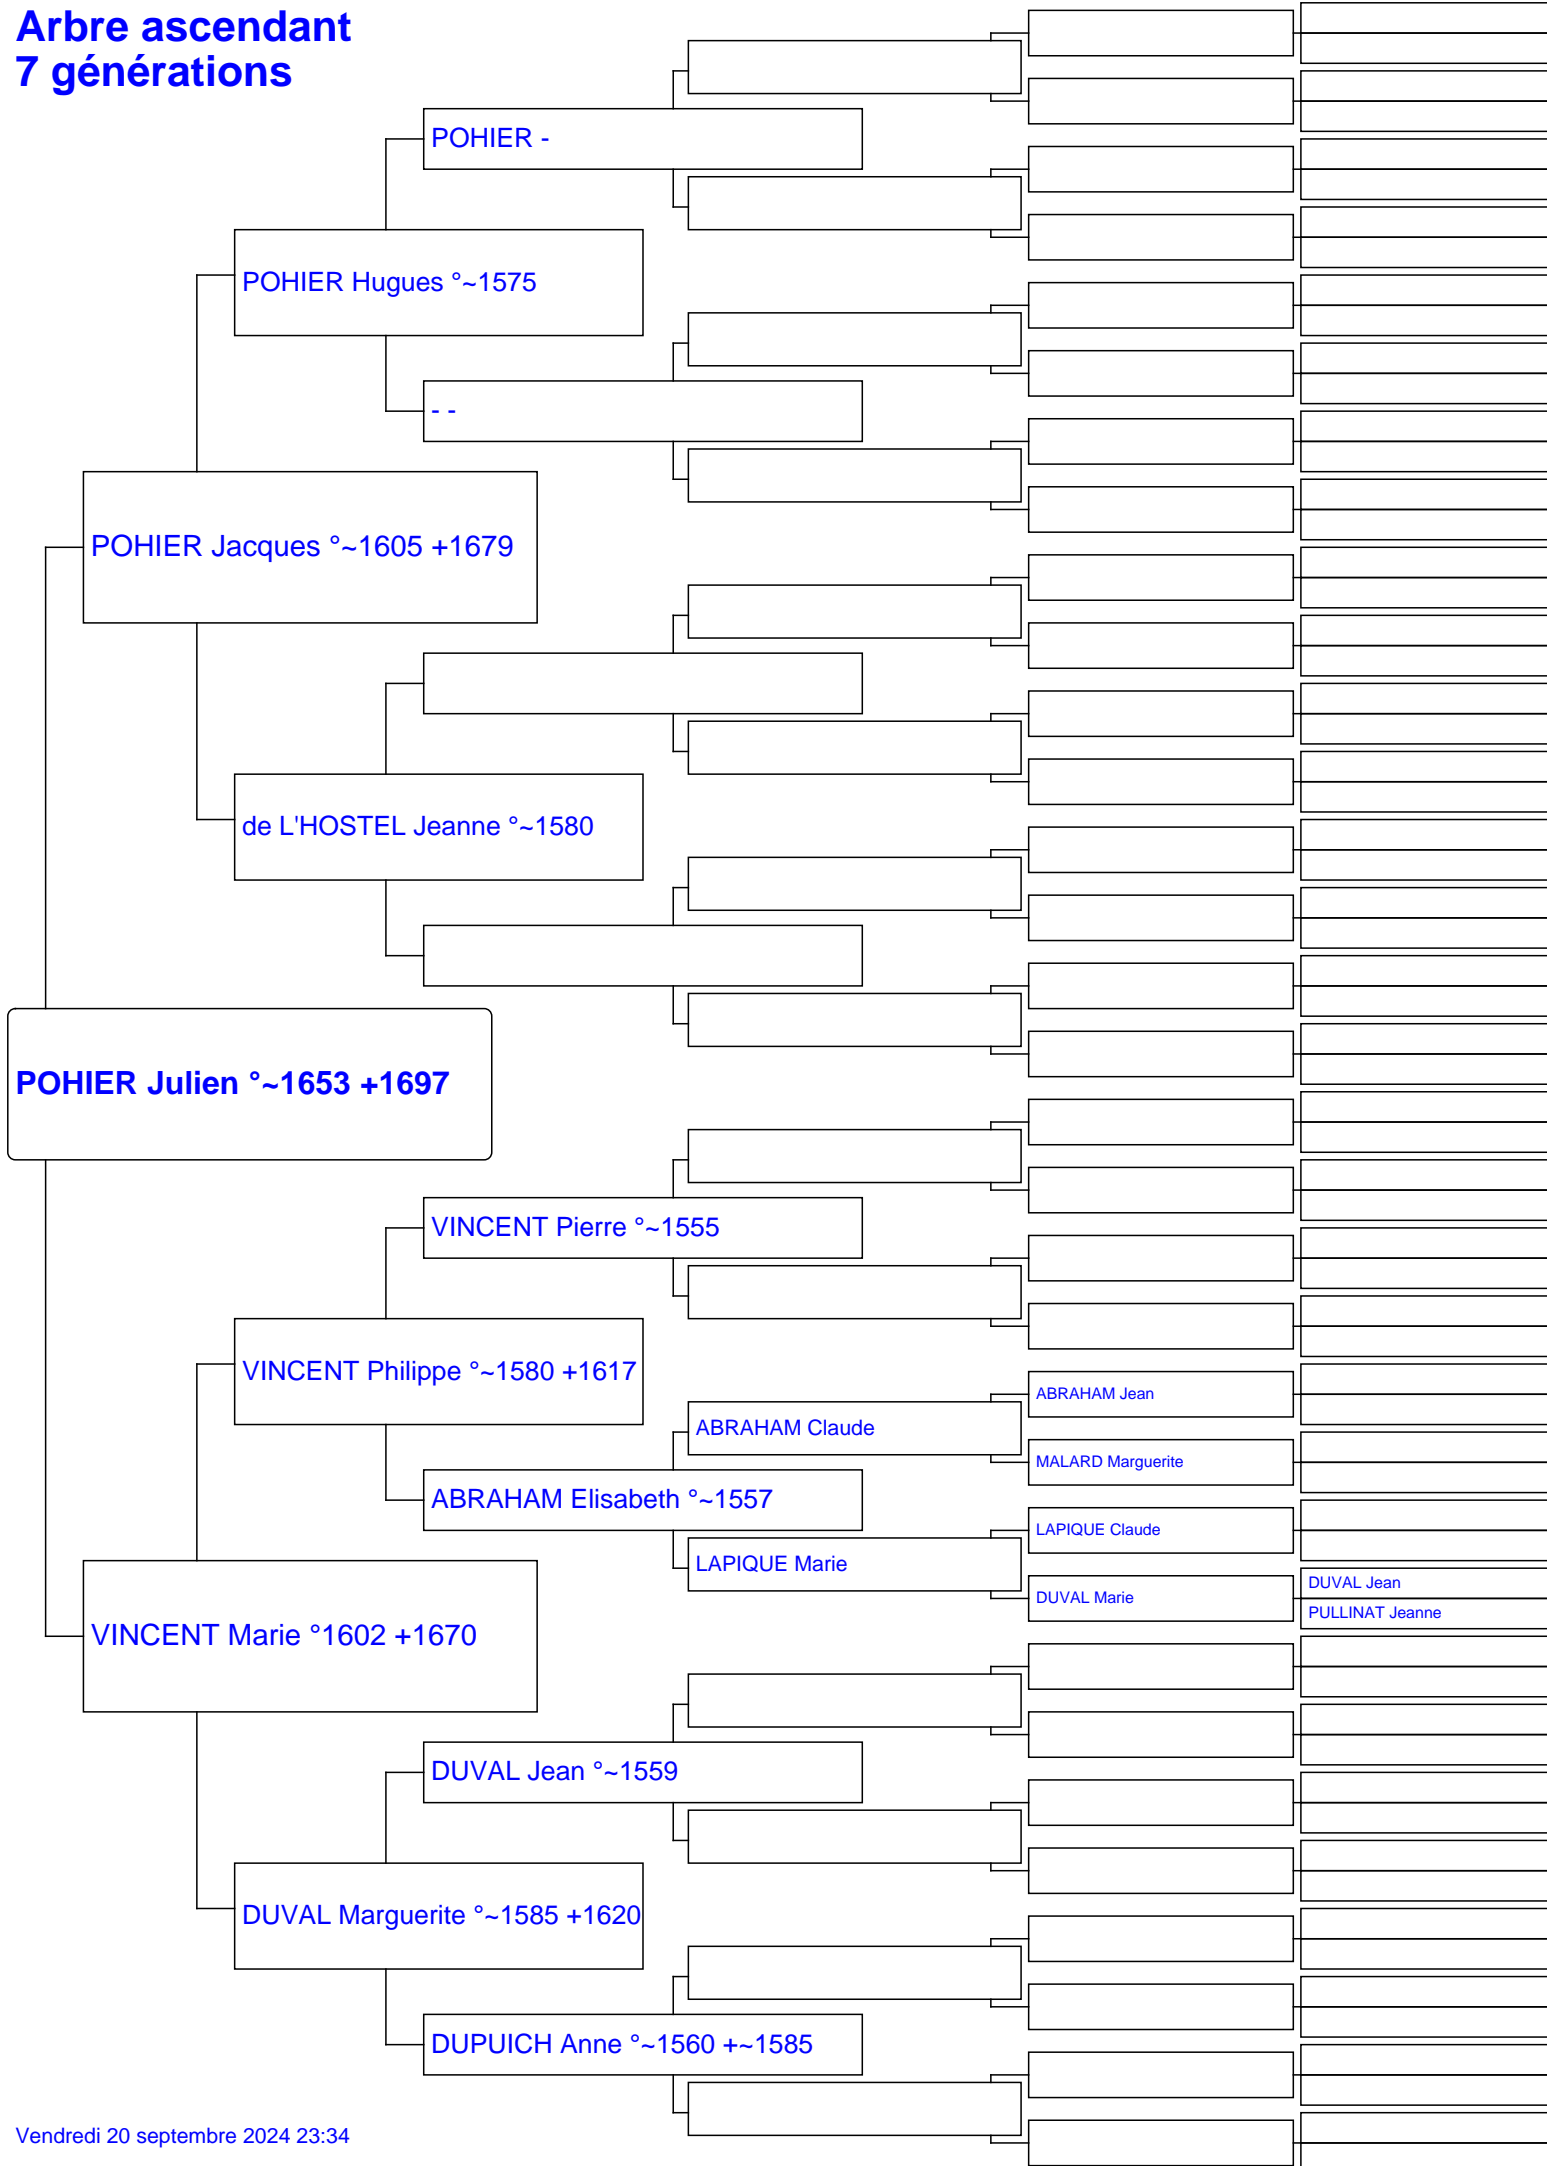 Arbre ascendant
7 générations
POHIER -
POHIER Hugues °~1575
- -
POHIER Jacques °~1605 +1679
de L'HOSTEL Jeanne °~1580
POHIER Julien °~1653 +1697
VINCENT Pierre °~1555
VINCENT Philippe °~1580 +1617
ABRAHAM Jean
ABRAHAM Claude
MALARD Marguerite
ABRAHAM Elisabeth °~1557
LAPIQUE Claude
LAPIQUE Marie
DUVAL Jean
DUVAL Marie
PULLINAT Jeanne
VINCENT Marie °1602 +1670
DUVAL Jean °~1559
DUVAL Marguerite °~1585 +1620
DUPUICH Anne °~1560 +~1585
Vendredi 20 septembre 2024 23:34